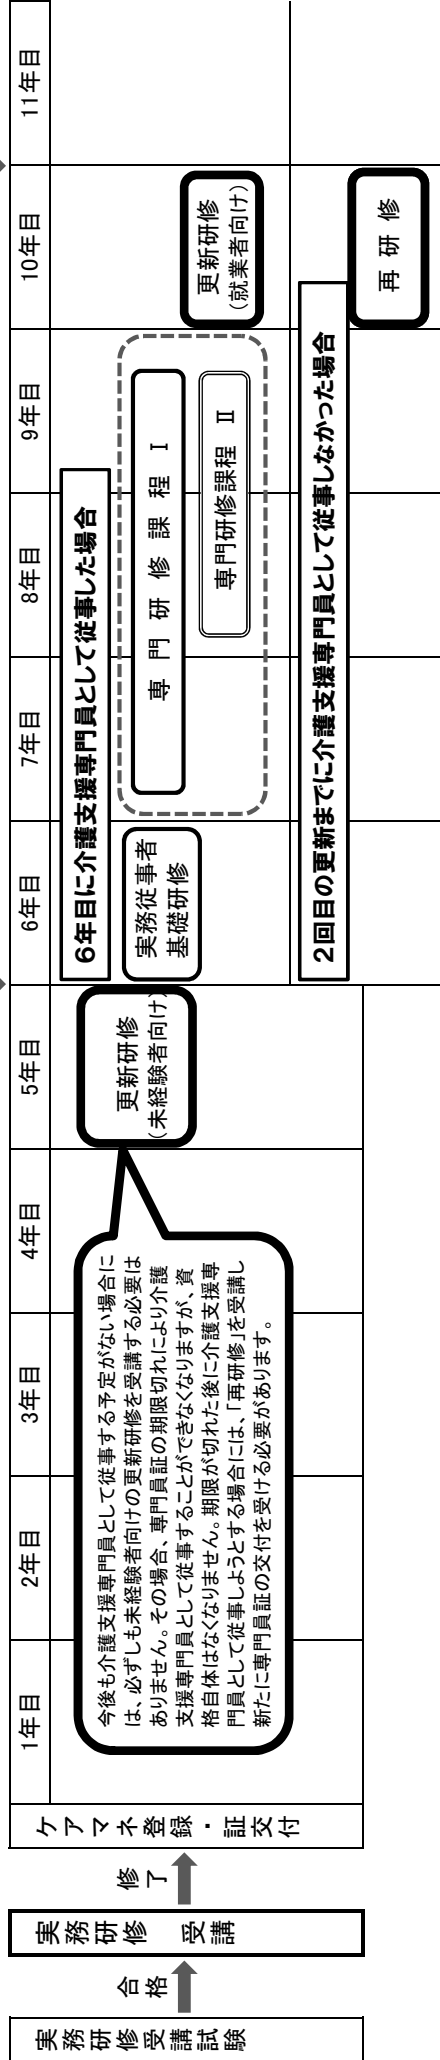 実務研修受講試験
合格
実務研修 受講
修了
ケアマネ登録・証交付
1年目
2年目
3年目
4年目
5年目
6年目
7年目
8年目
9年目
10年目
11年目
今後も介護支援専門員として従事する予定がない場合に
は、必ずしも未経験者向けの更新研修を受講する必要は
ありません。その場合、専門員証の期限切れにより介護
支援専門員として従事することができなくなりますが、資
格自体はなくなりません。期限が切れた後に介護支援専
門員として従事しようとする場合には、「再研修」を受講し
新たに専門員証の交付を受ける必要があります。
更新研修
(未経験者向け)
6年目に介護支援専門員として従事した場合
実務従事者
基礎研修
専門研修課程 Ⅰ
専門研修課程 Ⅱ
更新研修
(就業者向け)
2回目の更新までに介護支援専門員として従事しなかった場合
再研修